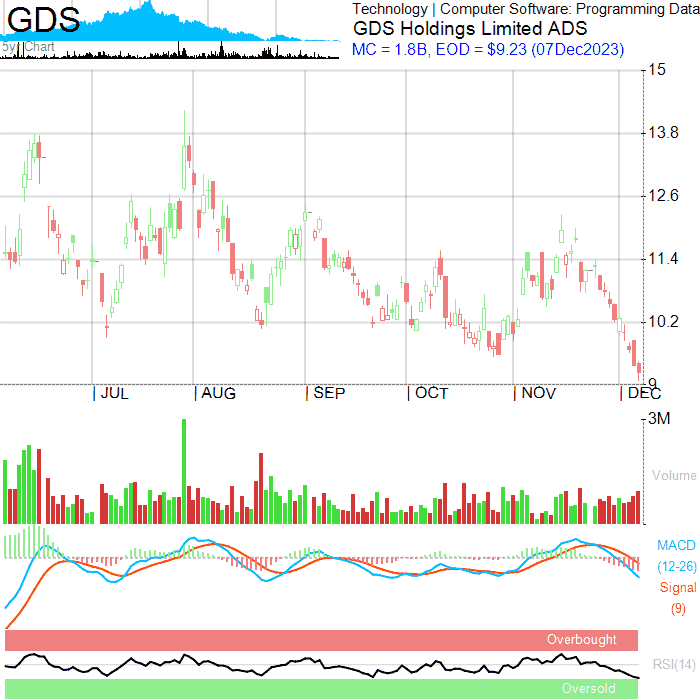 GDS
5yr Chart
Technology | Computer Software: Programming Data
GDS Holdings Limited ADS
MC = 1.8B, EOD = $9.23 (07Dec2023)
15
13.8
12.6
11.4
10.2
9
| JUL | AUG | SEP | OCT | NOV | DEC
3M
Volume
MACD
(12-26)
Signal
(9)
Overbought
RSI(14)
Oversold